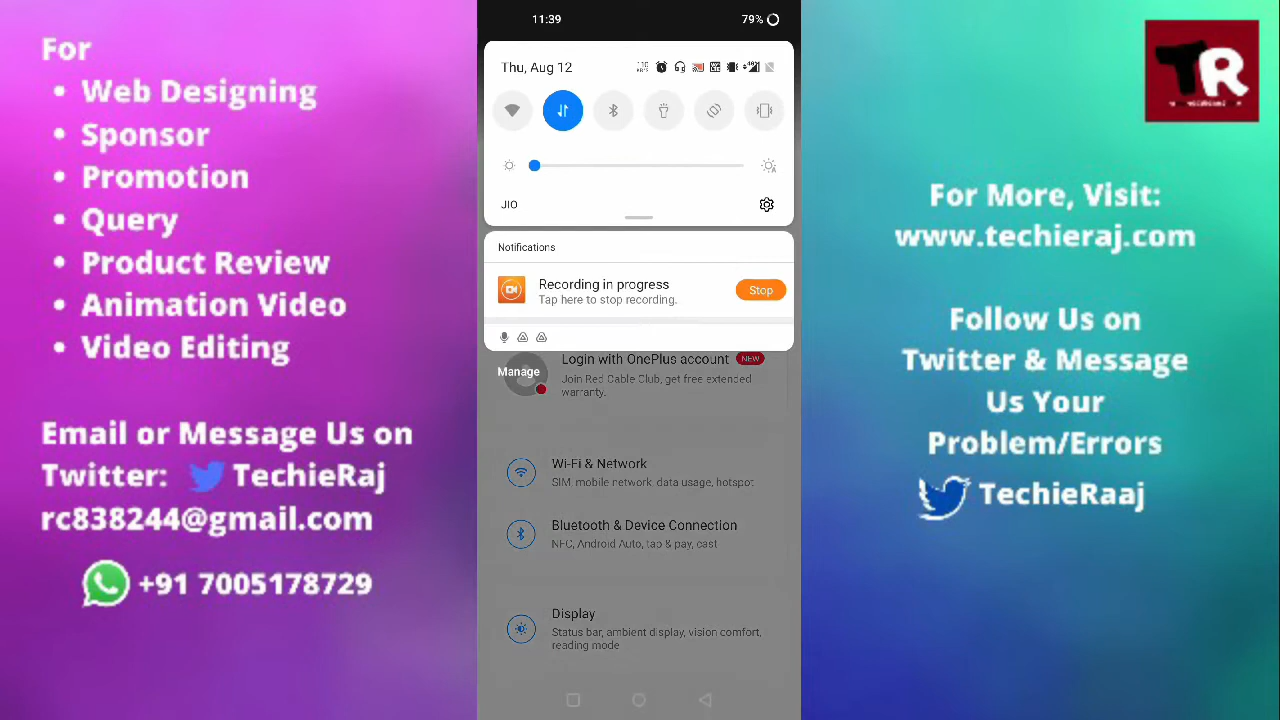 For
• Web Designing
• Sponsor
• Promotion
• Query
• Product Review
• Animation Video
• Video Editing
Email or Message Us on
Twitter: TechieRaj
rc838244@gmail.com
+91 7005178729
11:39
79%
Thu, Aug 12
JIO
Notifications
Recording in progress
Tap here to stop recording.
Stop
Manage
Login with OnePlus account NEW
Join Red Cable Club, get free extended
warranty.
Wi-Fi & Network
SIM, mobile network, data usage, hotspot
Bluetooth & Device Connection
NFC, Android Auto, tap & pay, cast
Display
Status bar, ambient display, vision comfort,
reading mode
TR
For More, Visit:
www.techieraj.com
Follow Us on
Twitter & Message
Us Your
Problem/Errors
TechieRaaj